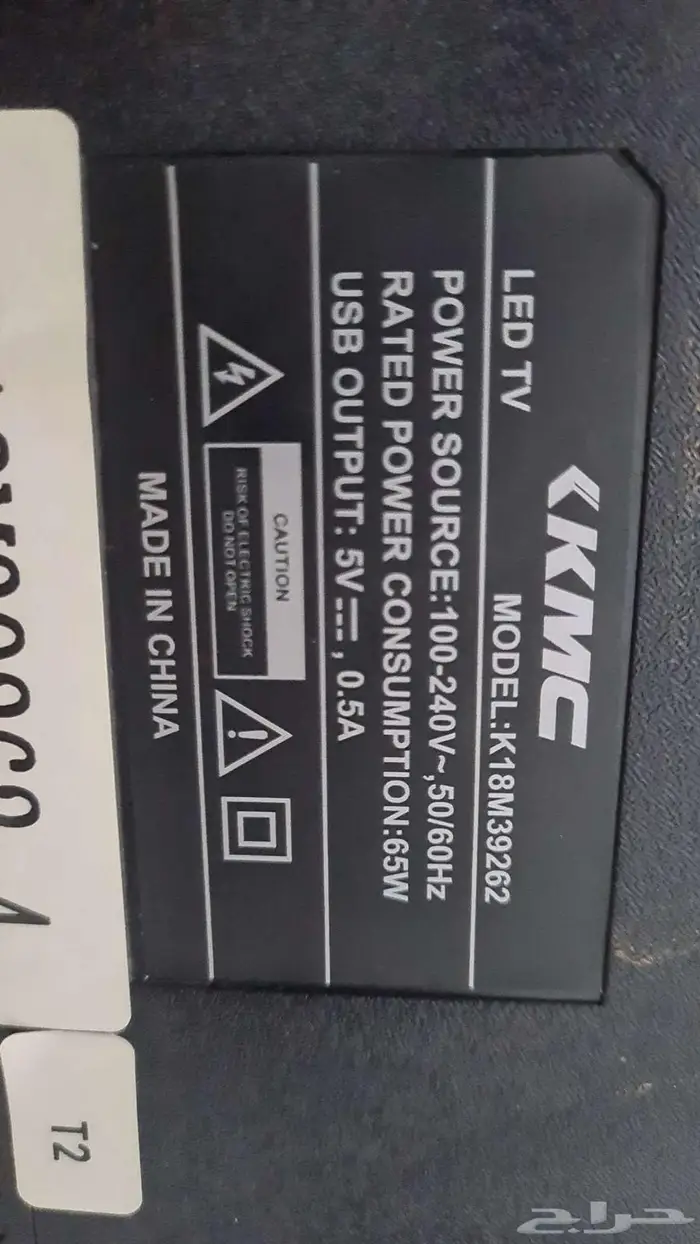 KMC
LED TV MODEL:K18M39262
POWER SOURCE:100-240V~,50/60Hz
RATED POWER CONSUMPTION:65W
USB OUTPUT: 5V⎓, 0.5A
CAUTION
RISK OF ELECTRIC SHOCK
DO NOT OPEN
MADE IN CHINA
T2
حراج